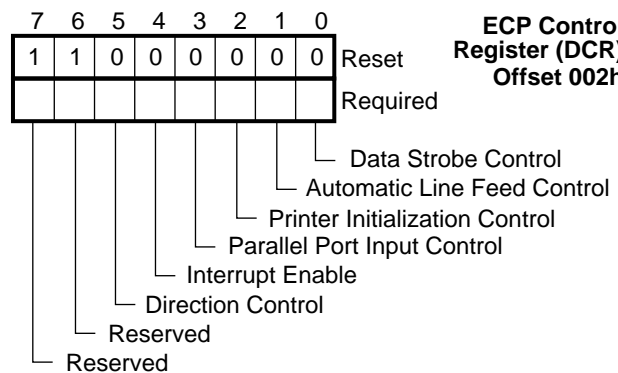 7 6 5 4 3 2 1 0
ECP Contro
Register (DCR)
Offset 002h
1 1 0 0 0 0 0 0 Reset
Required
Data Strobe Control
Automatic Line Feed Control
Printer Initialization Control
Parallel Port Input Control
Interrupt Enable
Direction Control
Reserved
Reserved